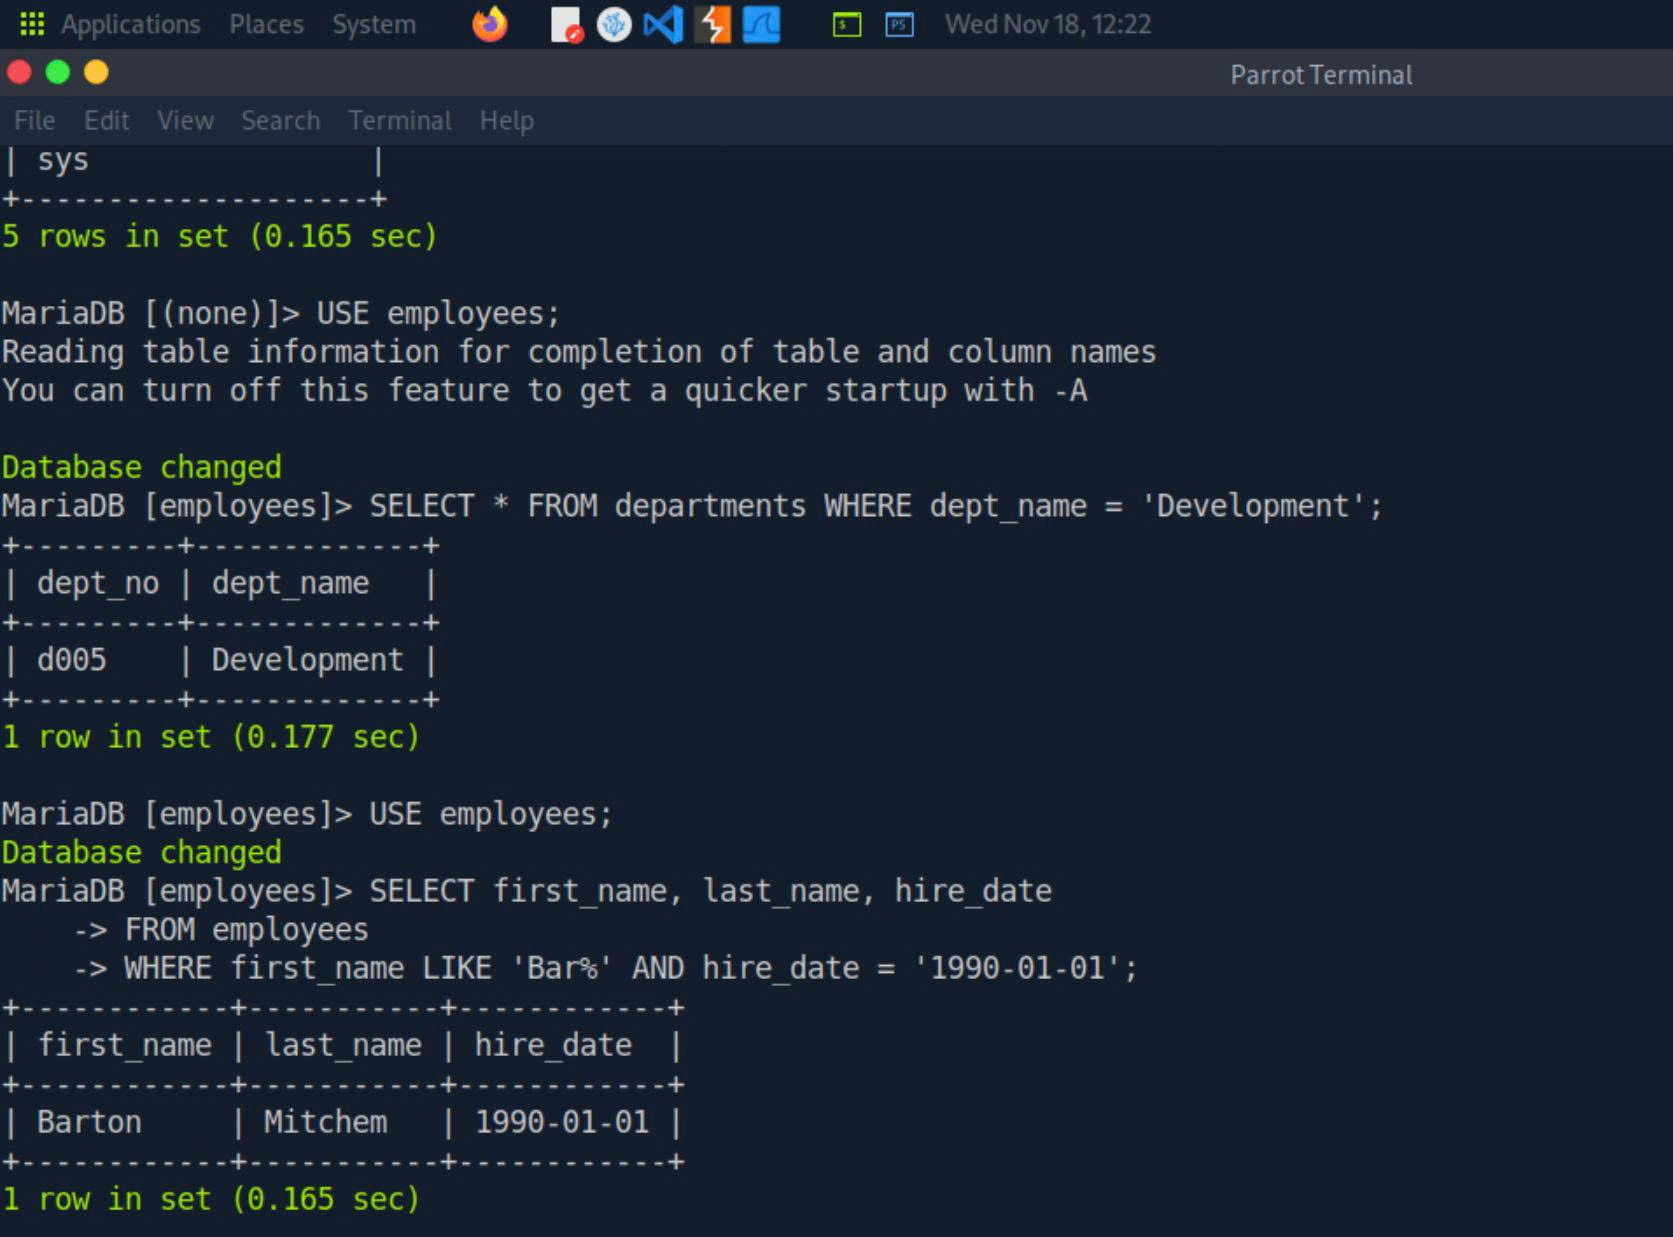 Applications Places System $ PS Wed Nov 18, 12:22
Parrot Terminal
File Edit View Search Terminal Help
| sys                |
+--------------------+
5 rows in set (0.165 sec)
MariaDB [(none)]> USE employees;
Reading table information for completion of table and column names
You can turn off this feature to get a quicker startup with -A
Database changed
MariaDB [employees]> SELECT * FROM departments WHERE dept_name = 'Development';
+---------+-------------+
| dept_no | dept_name   |
+---------+-------------+
| d005    | Development |
+---------+-------------+
1 row in set (0.177 sec)
MariaDB [employees]> USE employees;
Database changed
MariaDB [employees]> SELECT first_name, last_name, hire_date
    -> FROM employees
    -> WHERE first_name LIKE 'Bar%' AND hire_date = '1990-01-01';
+------------+-----------+------------+
| first_name | last_name | hire_date  |
+------------+-----------+------------+
| Barton     | Mitchem   | 1990-01-01 |
+------------+-----------+------------+
1 row in set (0.165 sec)